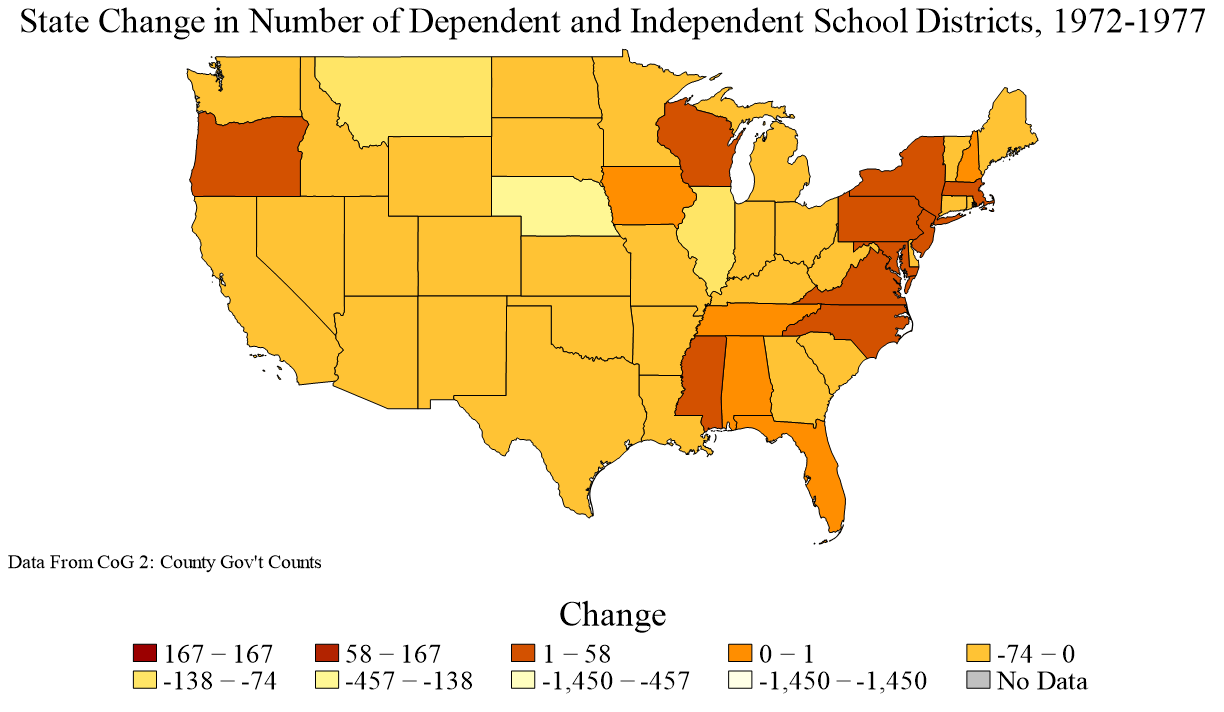 State Change in Number of Dependent and Independent School Districts, 1972-1977
Data From CoG 2: County Gov't Counts
Change
167 – 167 58 – 167 1 – 58 0 – 1 -74 – 0
-138 – -74 -457 – -138 -1,450 – -457 -1,450 – -1,450 No Data